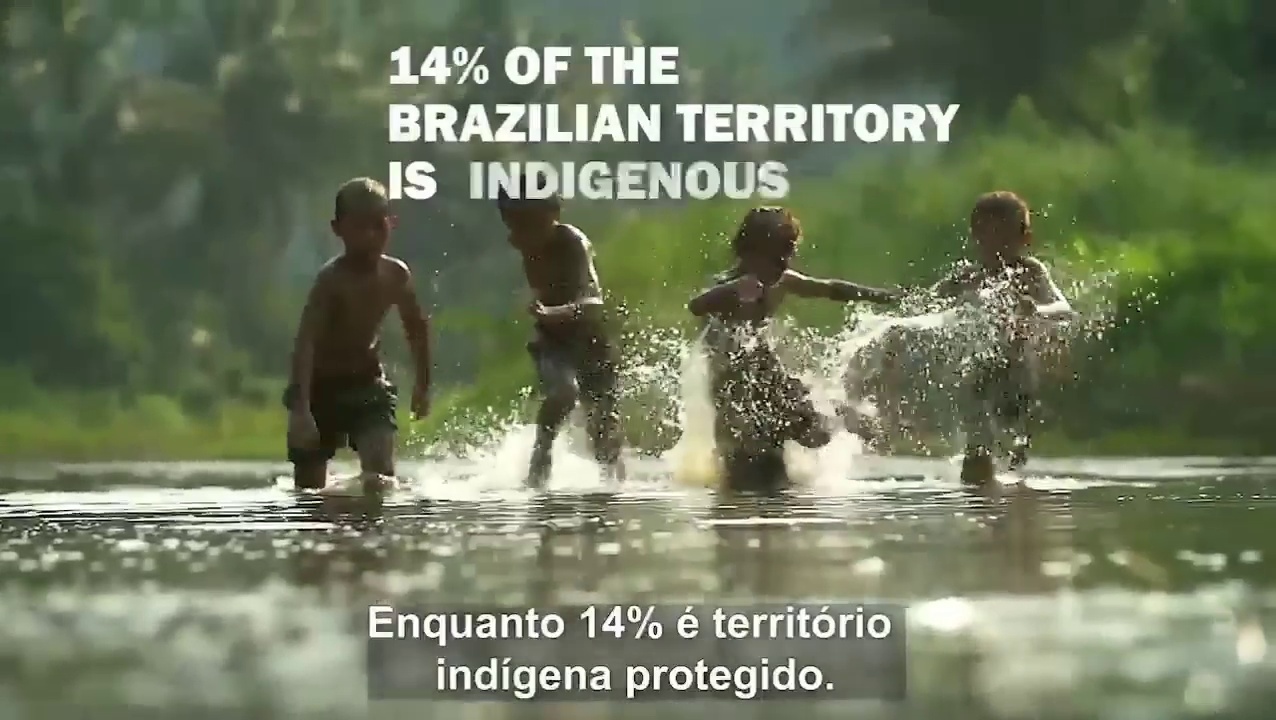 14% OF THE
BRAZILIAN TERRITORY
IS INDIGENOUS
Enquanto 14% é território
indígena protegido.